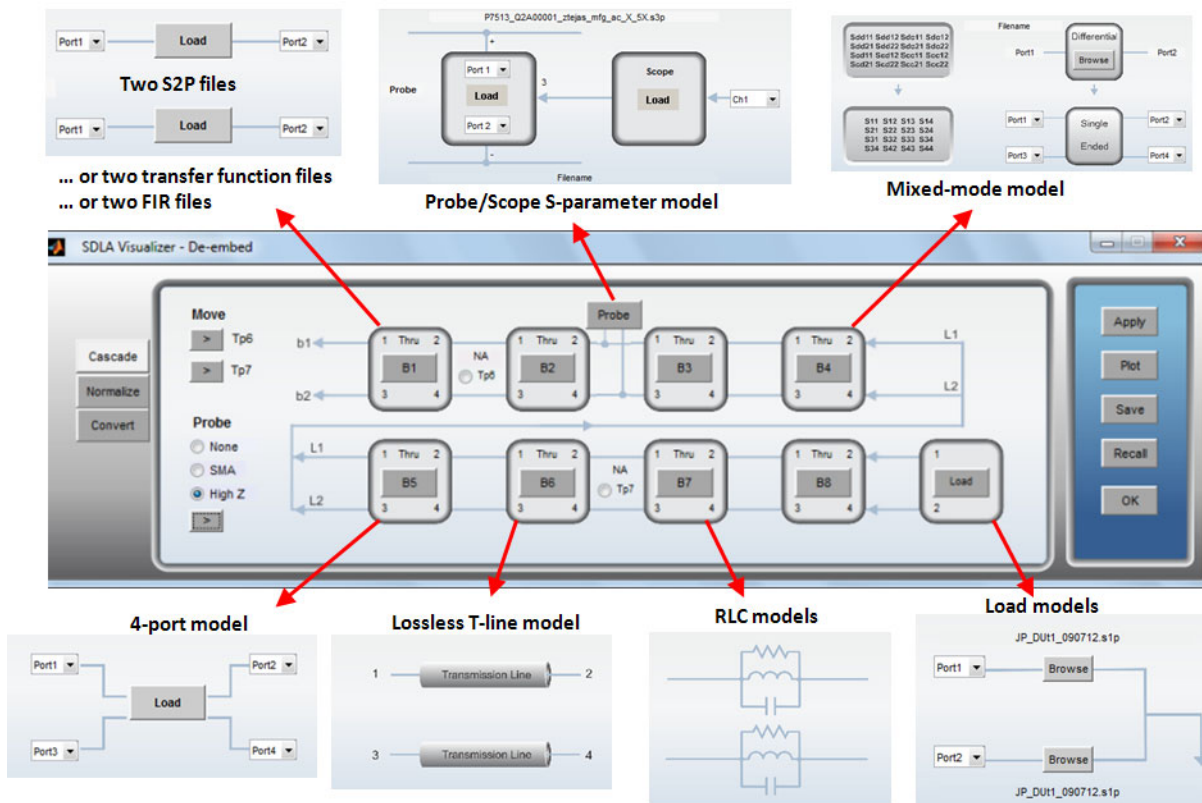 Port1 Load Port2
Two S2P files
Port1 Load Port2
... or two transfer function files
... or two FIR files
P7513_Q2A00001_ztejas_mfg_ac_X_5X.s3p
+
Port 1
Probe
Load
3
Scope
Load
Ch1
Port 2
-
Filename
Probe/Scope S-parameter model
Sdd11 Sdd12 Sdc11 Sdc12
Sdd21 Sdd22 Sdc21 Sdc22
Scd11 Scd12 Scc11 Scc12
Scd21 Scd22 Scc21 Scc22
Filename
Port1 Differential Port2
Browse
S11 S12 S13 S14
S21 S22 S23 S24
S31 S32 S33 S34
S34 S42 S43 S44
Port1 Single Port2
Port3 Ended Port4
Mixed-mode model
SDLA Visualizer - De-embed
Cascade
Normalize
Convert
Move
> Tp6
> Tp7
Probe
None
SMA
High Z
>
Probe
b1
b2
1 Thru 2
B1
3 4
NA
Tp6
1 Thru 2
B2
3 4
1 Thru 2
B3
3 4
1 Thru 2
B4
3 4
L1
L2
L1
L2
1 Thru 2
B5
3 4
1 Thru 2
B6
3 4
NA
Tp7
1 Thru 2
B7
3 4
1 Thru 2
B8
3 4
1
Load
2
Apply
Plot
Save
Recall
OK
4-port model
Port1 Port2
Load
Port3 Port4
Lossless T-line model
1 Transmission Line 2
3 Transmission Line 4
RLC models
Load models
JP_DUt1_090712.s1p
Port1 Browse
Port2 Browse
JP_DUt1_090712.s1p